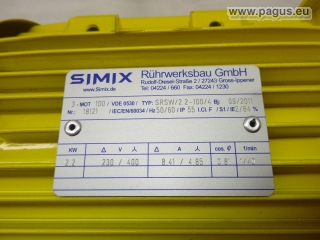 www.pagus.eu
SIMIX Rührwerksbau GmbH
www.Simix.de Rudolf-Diesel-Straße 2 / 27243 Gross-Ippener
Tel: 04224 / 660 Fax: 04224 / 1230
3 -MOT 100 / VDE 0530 / TYP: SRSW/2.2-100/4 Bj: 09/2011
Nr. 18121 /IEC/EN/60034 / Hz 50/60 / IP 55 I.Cl. F / S1 / IE2/84%
KW Δ V Y Δ A Y cos. φ 1/min
2.2 230 / 400 8.41 / 4.85